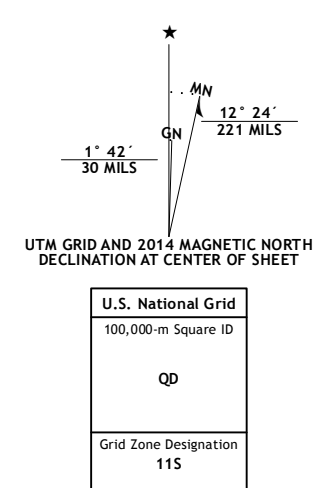 ★
MN
GN
12° 24´
221 MILS
1° 42´
30 MILS
UTM GRID AND 2014 MAGNETIC NORTH
DECLINATION AT CENTER OF SHEET
U.S. National Grid
100,000-m Square ID
QD
Grid Zone Designation
11S